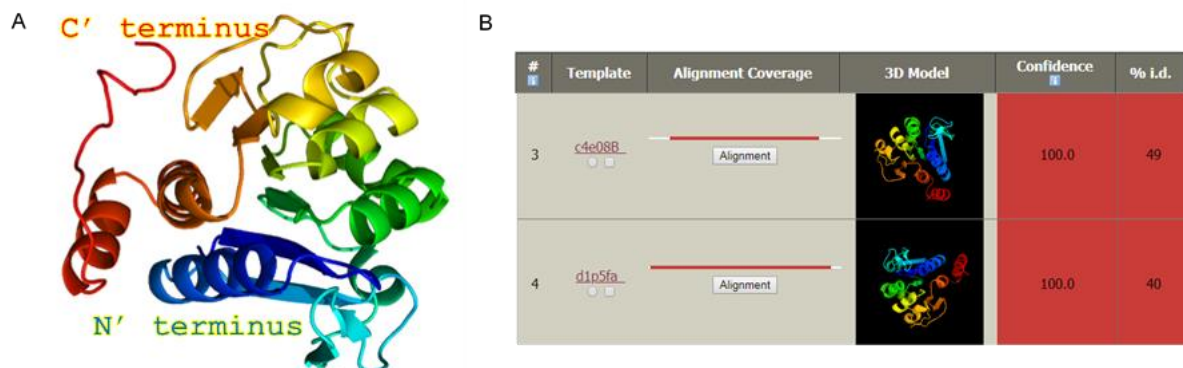 A
C' terminus
N' terminus
B
#
Template
Alignment Coverage
3D Model
Confidence
% i.d.
3
c4e08B_
Alignment
100.0
49
4
d1p5fa_
Alignment
100.0
40